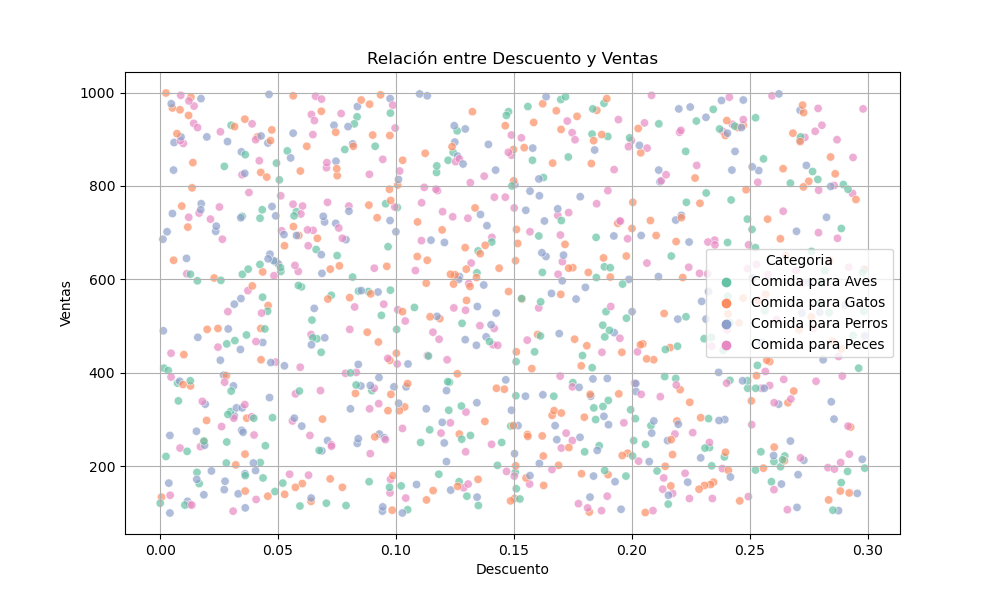 Relación entre Descuento y Ventas
Ventas
1000
800
600
400
200
0.00
0.05
0.10
0.15
0.20
0.25
0.30
Descuento
Categoria
Comida para Aves
Comida para Gatos
Comida para Perros
Comida para Peces